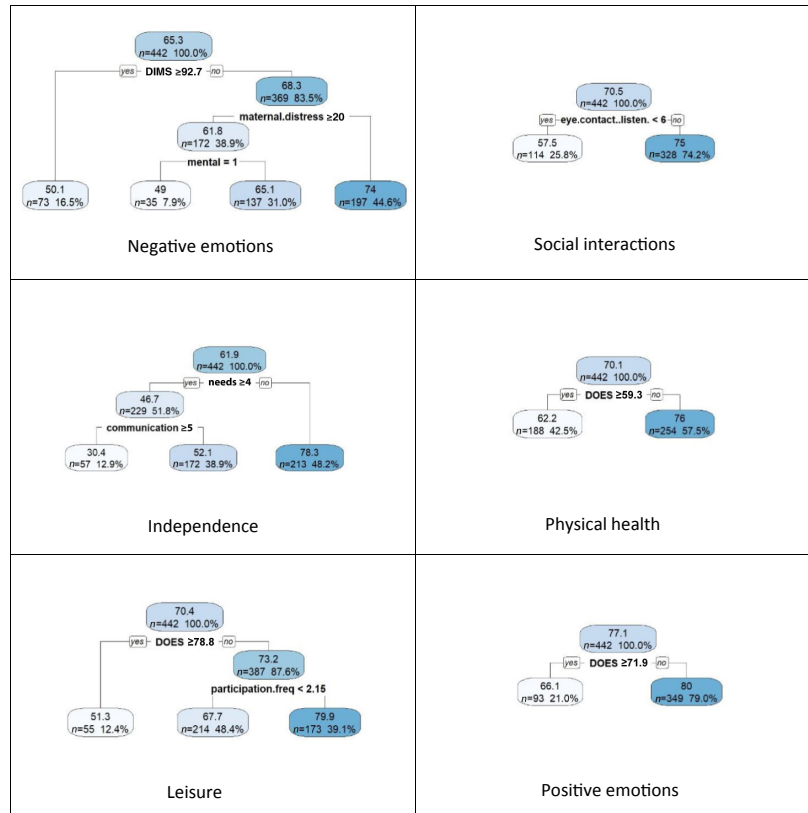 65.3
n=442 100.0%
yes DIMS ≥92.7 no
68.3
n=369 83.5%
maternal.distress ≥20
61.8
n=172 38.9%
mental = 1
50.1
n=73 16.5%
49
n=35 7.9%
65.1
n=137 31.0%
74
n=197 44.6%
Negative emotions
70.5
n=442 100.0%
yes eye.contact..listen. < 6 no
57.5
n=114 25.8%
75
n=328 74.2%
Social interactions
61.9
n=442 100.0%
yes needs ≥4 no
46.7
n=229 51.8%
communication ≥5
30.4
n=57 12.9%
52.1
n=172 38.9%
78.3
n=213 48.2%
Independence
70.1
n=442 100.0%
yes DOES ≥59.3 no
62.2
n=188 42.5%
76
n=254 57.5%
Physical health
70.4
n=442 100.0%
yes DOES ≥78.8 no
73.2
n=387 87.6%
participation.freq < 2.15
51.3
n=55 12.4%
67.7
n=214 48.4%
79.9
n=173 39.1%
Leisure
77.1
n=442 100.0%
yes DOES ≥71.9 no
66.1
n=93 21.0%
80
n=349 79.0%
Positive emotions